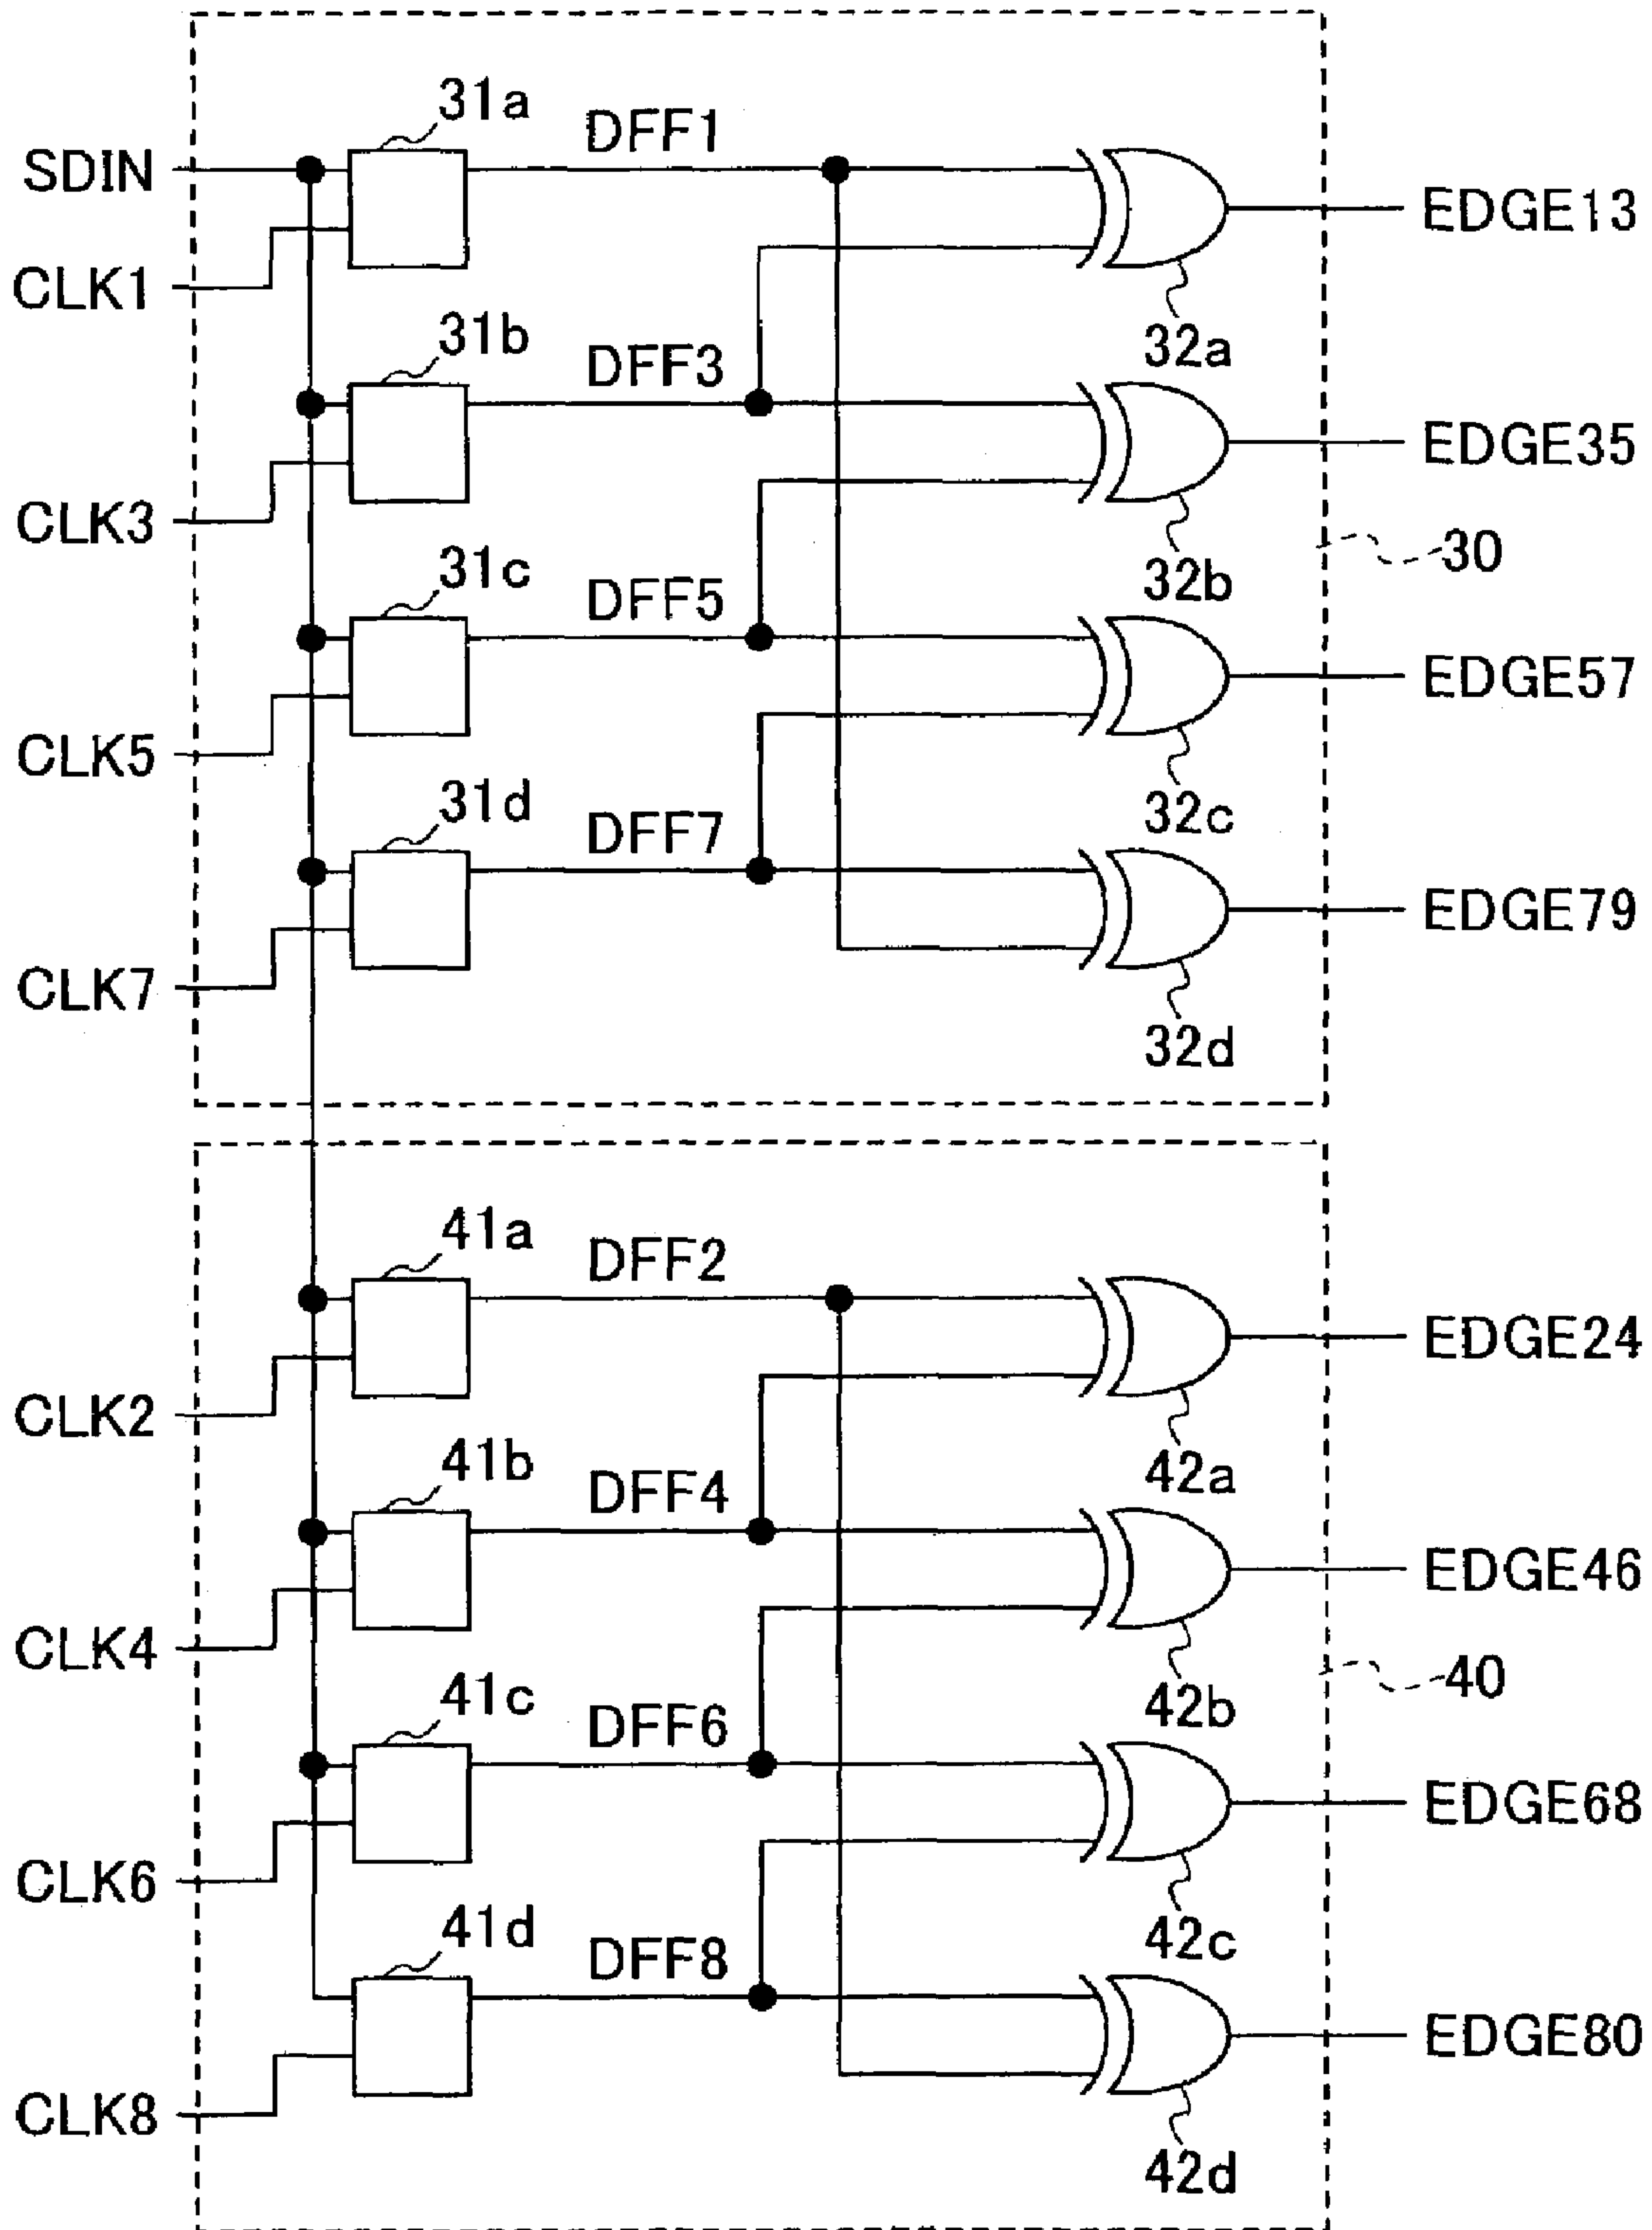 31a
DFF1
SDIN
EDGE13
CLK1
31b
32a
DFF3
EDGE35
CLK3
30
31c
32b
DFF5
EDGE57
CLK5
31d
32c
DFF7
EDGE79
CLK7
32d
41a
DFF2
EDGE24
CLK2
41b
42a
DFF4
EDGE46
CLK4
40
41c
42b
DFF6
EDGE68
CLK6
41d
42c
DFF8
EDGE80
CLK8
42d